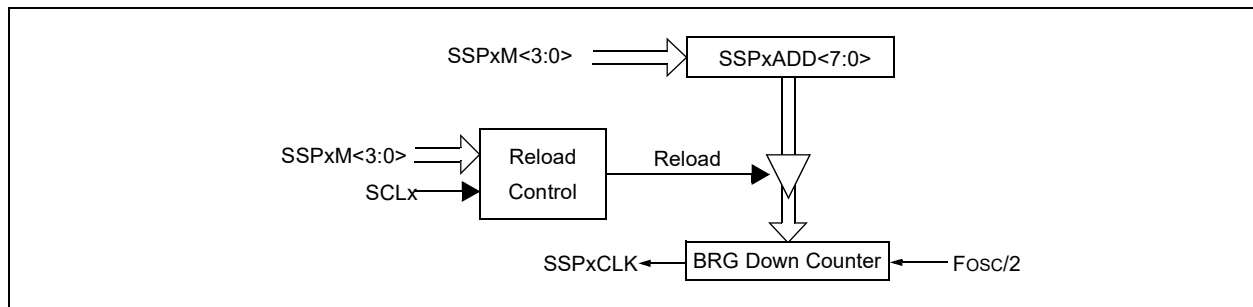 SSPxM<3:0>
SSPxADD<7:0>
SSPxM<3:0>
Reload
Control
Reload
SCLx
SSPxCLK
BRG Down Counter
FOSC/2